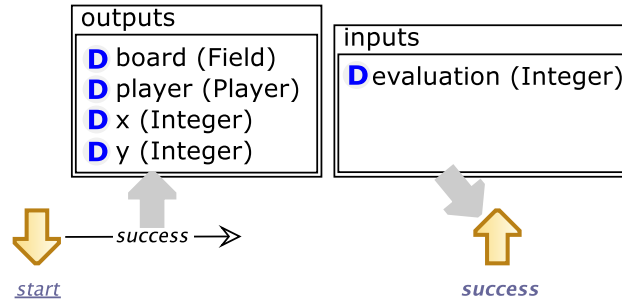 outputs
D board (Field)
D player (Player)
D x (Integer)
D y (Integer)
inputs
D evaluation (Integer)
success
start
success